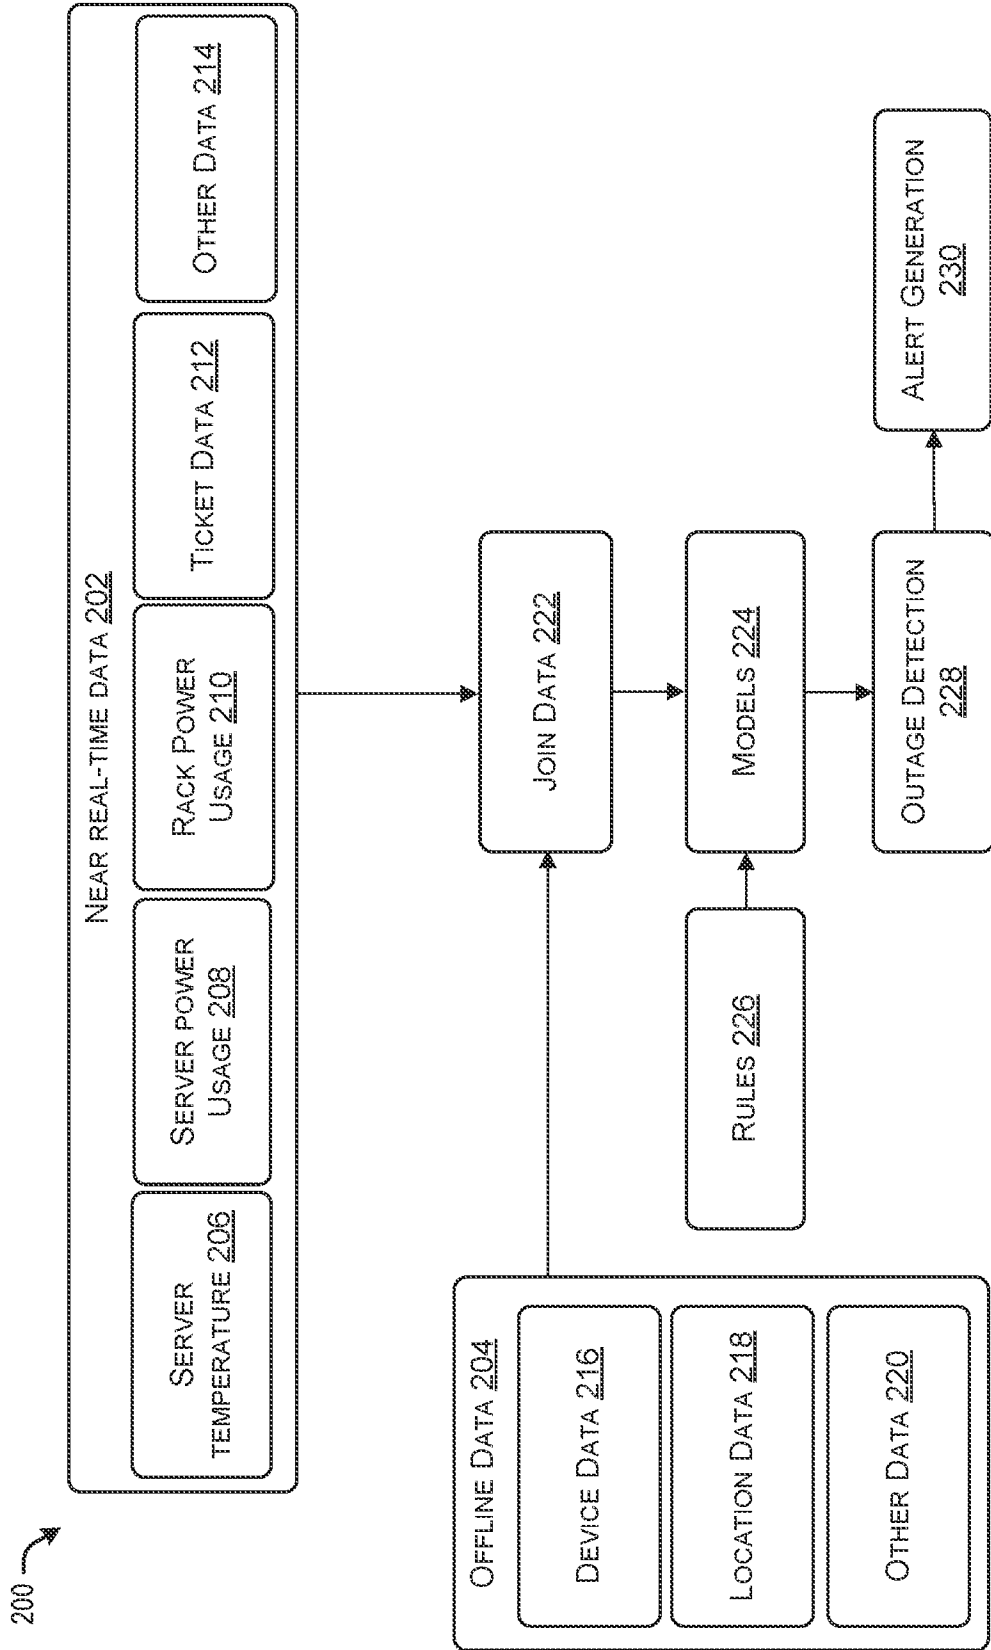 200
NEAR REAL-TIME DATA 202
SERVER
TEMPERATURE 206
SERVER POWER
USAGE 208
RACK POWER
USAGE 210
TICKET DATA 212
OTHER DATA 214
OFFLINE DATA 204
DEVICE DATA 216
LOCATION DATA 218
OTHER DATA 220
JOIN DATA 222
RULES 226
MODELS 224
OUTAGE DETECTION
228
ALERT GENERATION
230